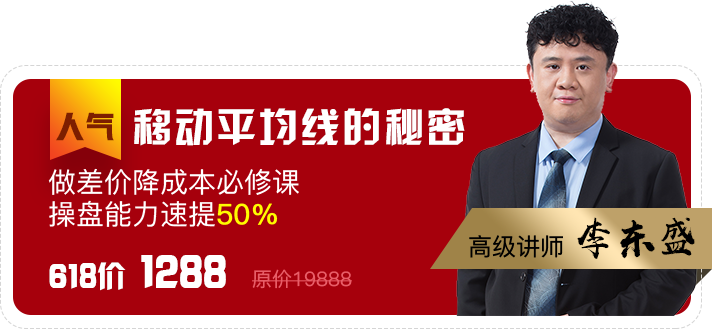 人气 移动平均线的秘密
做差价降成本必修课
操盘能力速提50%
618价 1288 原价19888
高级讲师 李东盛